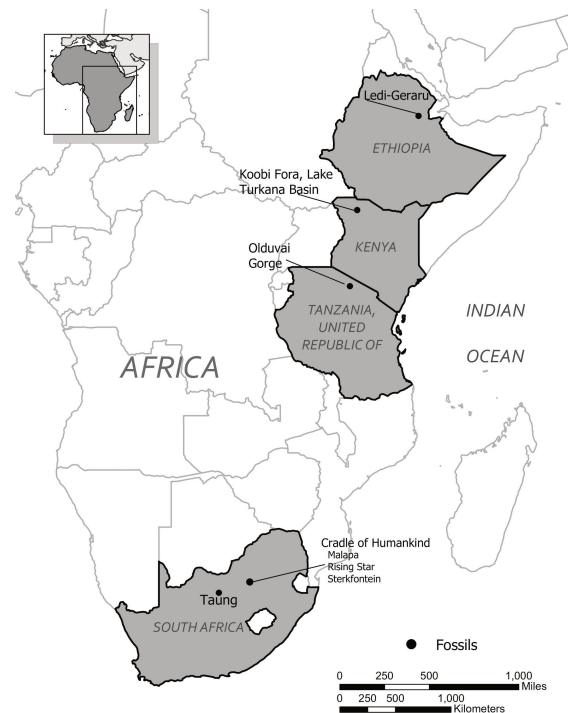 Ledi-Geraru
ETHIOPIA
Koobi Fora, Lake
Turkana Basin
KENYA
Olduvai
Gorge
TANZANIA,
UNITED
REPUBLIC OF
INDIAN
OCEAN
AFRICA
Cradle of Humankind
Malapa
Rising Star
Sterkfontein
Taung
SOUTH AFRICA
Fossils
0 250 500 1,000
Miles
0 250 500 1,000
Kilometers